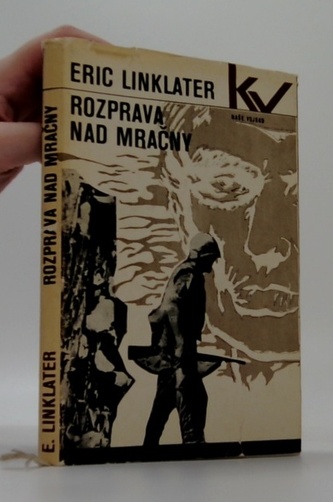 ERIC LINKLATER
KV
ROZPRAVA
NAD MRAČNY
NAŠE VOJSKO
E. LINKLATER
ROZPRAVA NAD MRAČNY